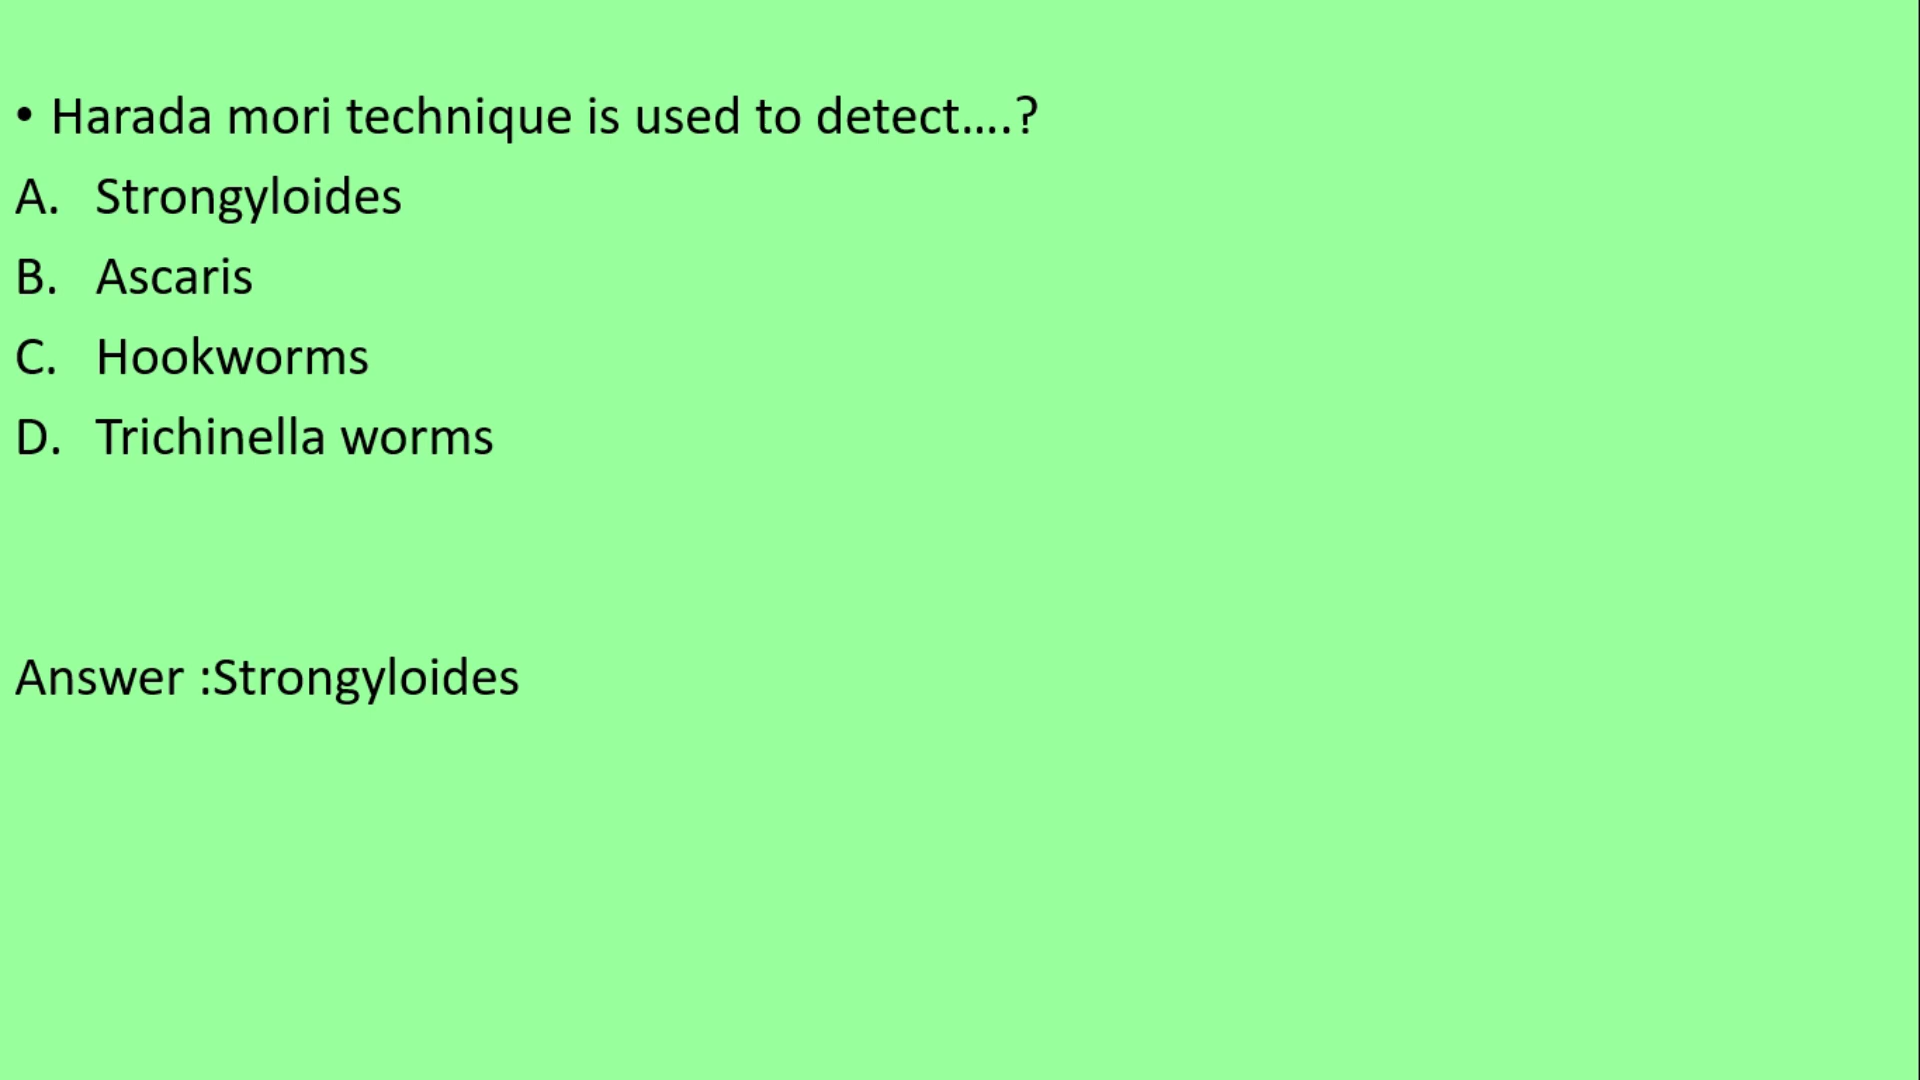 • Harada mori technique is used to detect....?
A. Strongyloides
B. Ascaris
C. Hookworms
D. Trichinella worms
Answer :Strongyloides